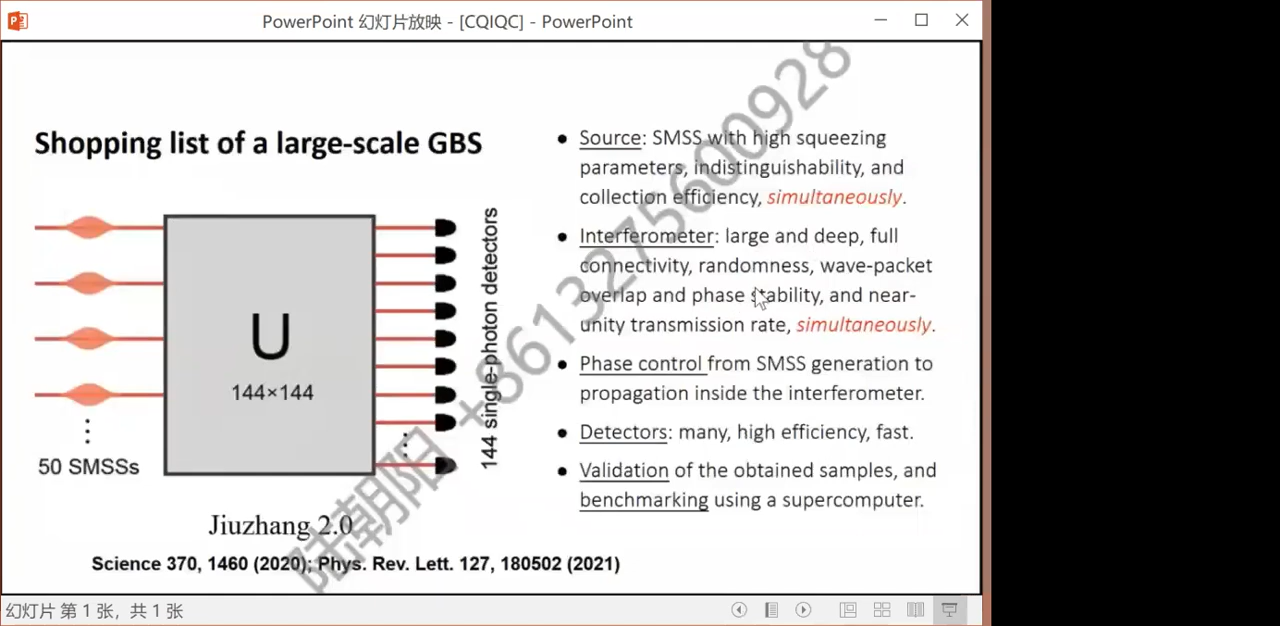 PowerPoint 幻灯片放映 - [CQIQC] - PowerPoint
Shopping list of a large-scale GBS
U
144×144
50 SMSSs
144 single-photon detectors
Jiuzhang 2.0
Science 370, 1460 (2020); Phys. Rev. Lett. 127, 180502 (2021)
● Source: SMSS with high squeezing
parameters, indistinguishability, and
collection efficiency, simultaneously.
● Interferometer: large and deep, full
connectivity, randomness, wave-packet
overlap and phase stability, and near-
unity transmission rate, simultaneously.
● Phase control from SMSS generation to
propagation inside the interferometer.
● Detectors: many, high efficiency, fast.
● Validation of the obtained samples, and
benchmarking using a supercomputer.
陆朝阳 +8613275600928
幻灯片 第 1 张，共 1 张